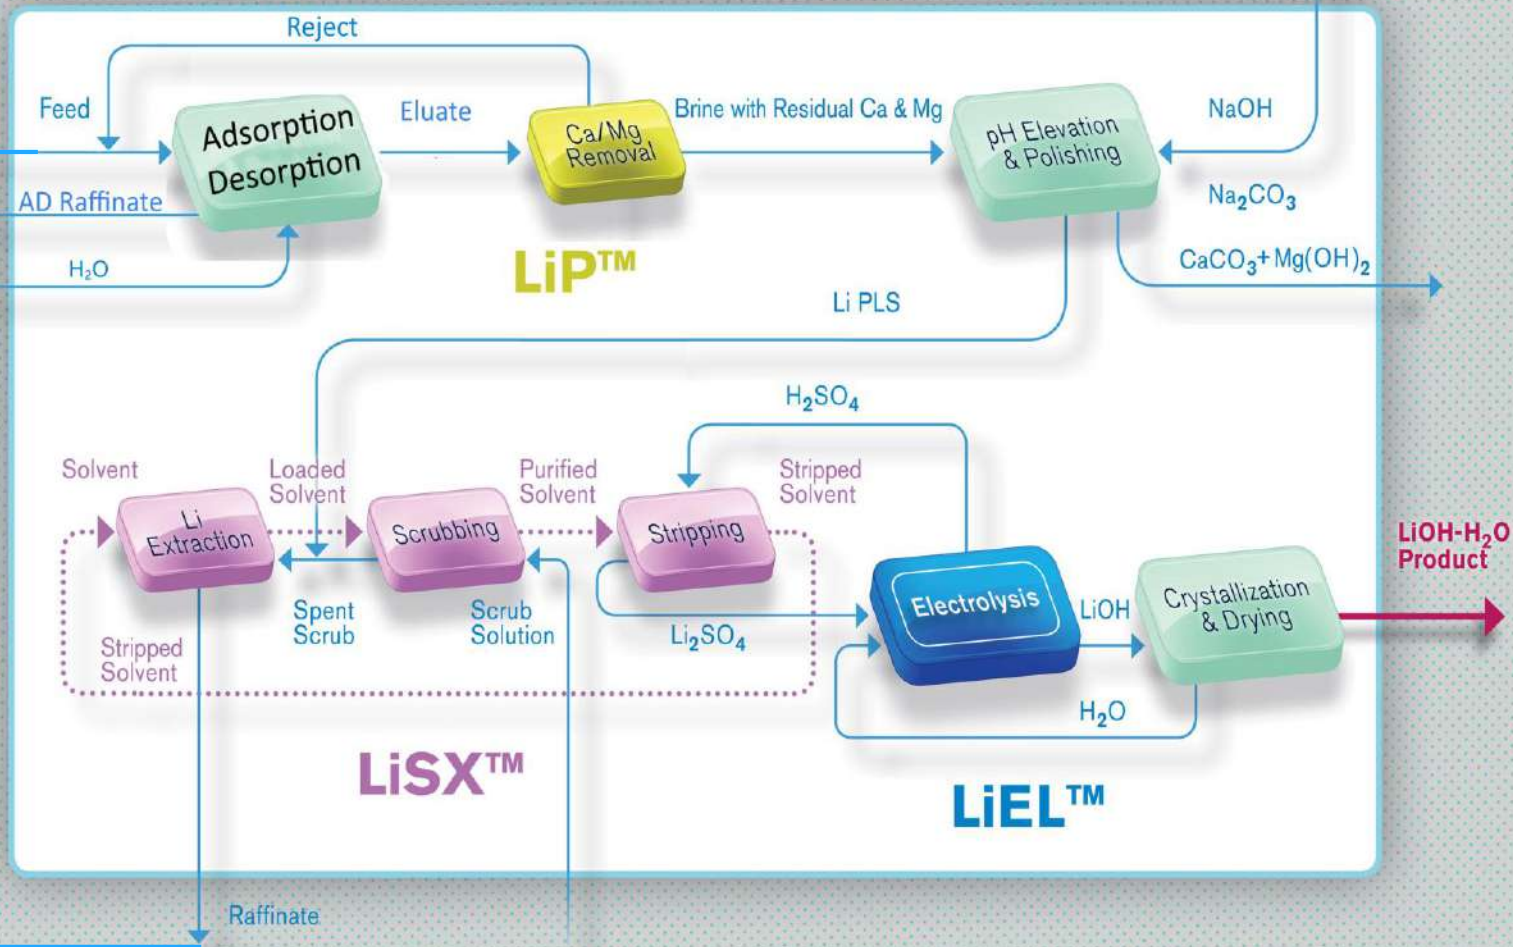 Reject
Feed
Adsorption
Desorption
Eluate
Ca/Mg
Removal
Brine with Residual Ca & Mg
pH Elevation
& Polishing
NaOH
Na₂CO₃
AD Raffinate
H₂O
LiP™
CaCO₃+Mg(OH)₂
Li PLS
H₂SO₄
Solvent
Loaded
Solvent
Purified
Solvent
Stripped
Solvent
Li
Extraction
Scrubbing
Stripping
Spent
Scrub
Scrub
Solution
Li₂SO₄
Electrolysis
LiOH
Crystallization
& Drying
LiOH-H₂O
Product
Stripped
Solvent
H₂O
LiSX™
LiEL™
Raffinate